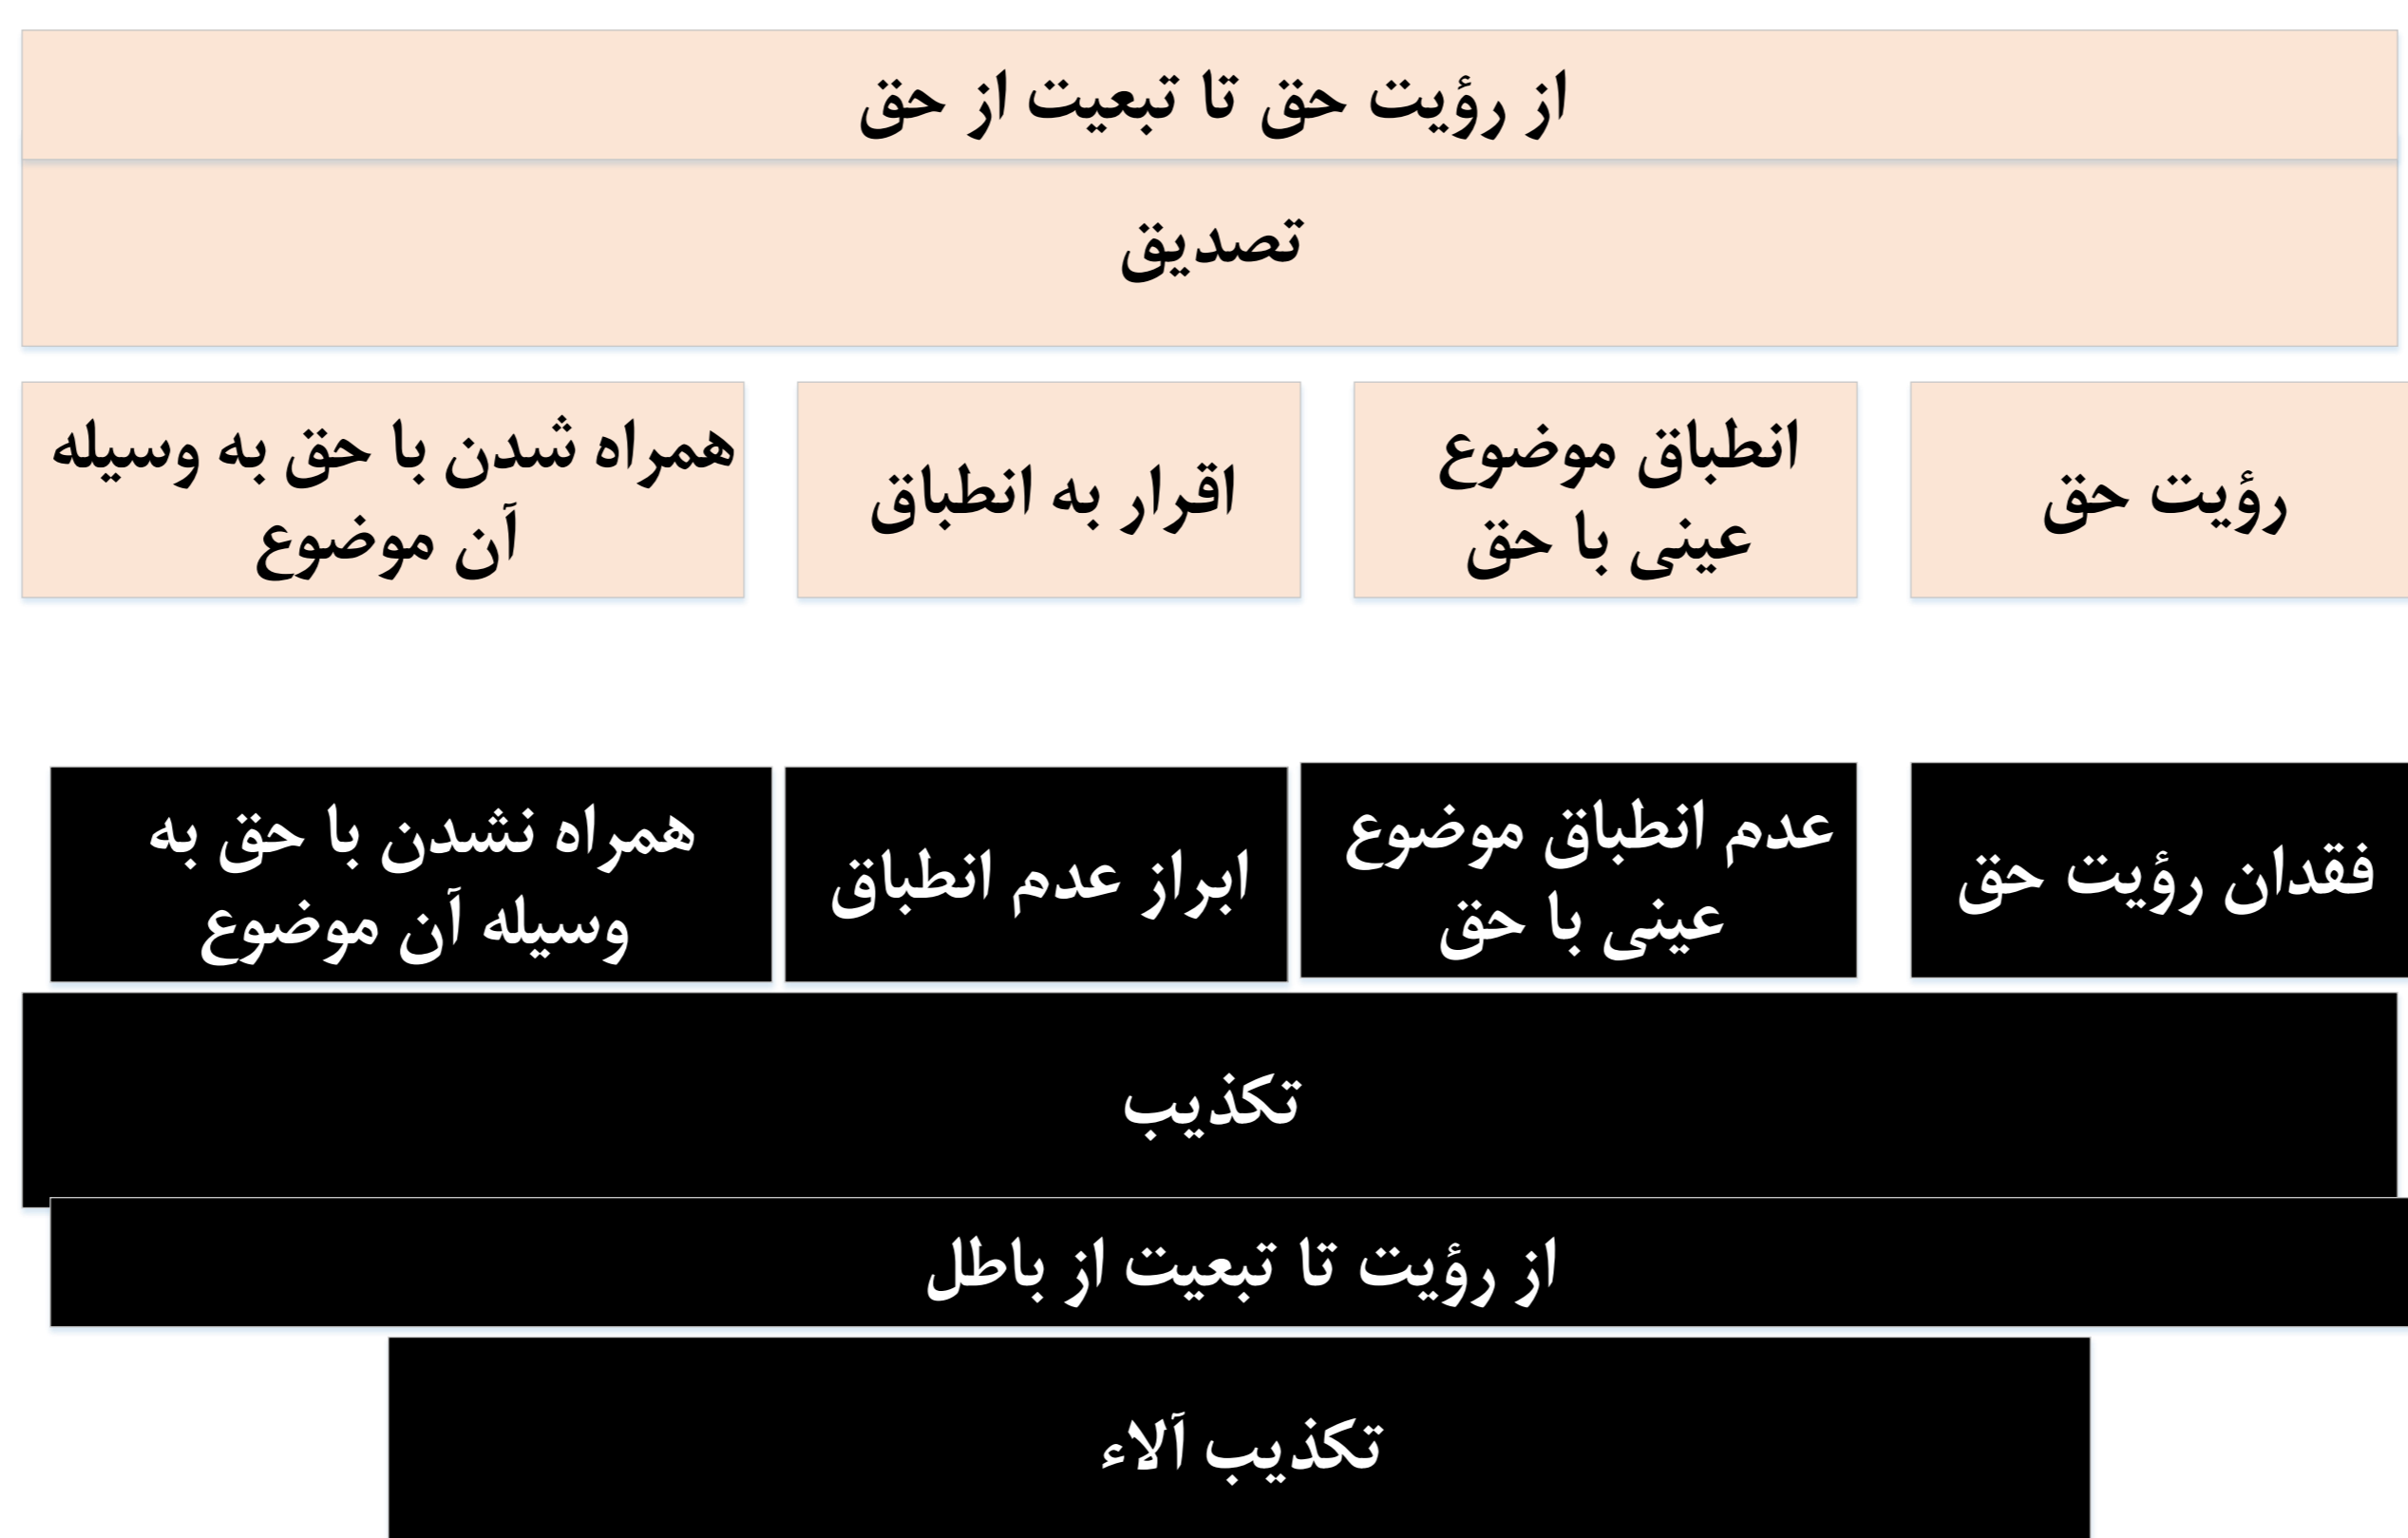 از رؤیت حق تا تبعیت از حق
تصدیق
رؤیت حق
انطباق موضوع
عینی با حق
اقرار به انطباق
همراه شدن با حق به وسیله
آن موضوع
فقدان رؤیت حق
عدم انطباق موضوع
عینی با حق
ابراز عدم انطباق
همراه نشدن با حق به
وسیله آن موضوع
تکذیب
از رؤیت تا تبعیت از باطل
تکذیب آلاء